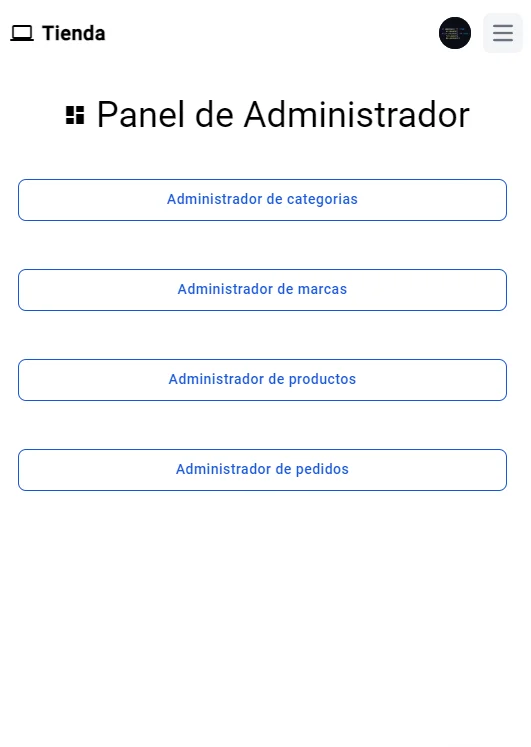 Tienda
Panel de Administrador
Administrador de categorias
Administrador de marcas
Administrador de productos
Administrador de pedidos